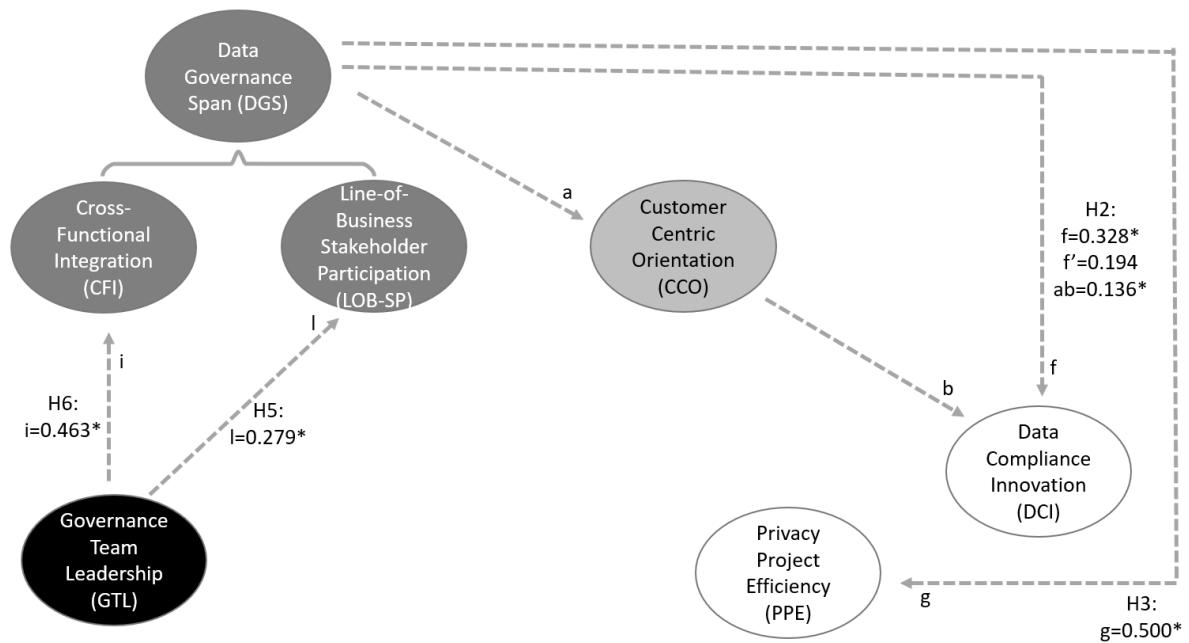 Data
Governance
Span (DGS)
Cross-
Functional
Integration
(CFI)
Line-of-
Business
Stakeholder
Participation
(LOB-SP)
a
Customer
Centric
Orientation
(CCO)
H2:
f=0.328*
f’=0.194
ab=0.136*
l
i
H6:
i=0.463*
H5:
l=0.279*
b
f
Data
Compliance
Innovation
(DCI)
Governance
Team
Leadership
(GTL)
Privacy
Project
Efficiency
(PPE)
g
H3:
g=0.500*